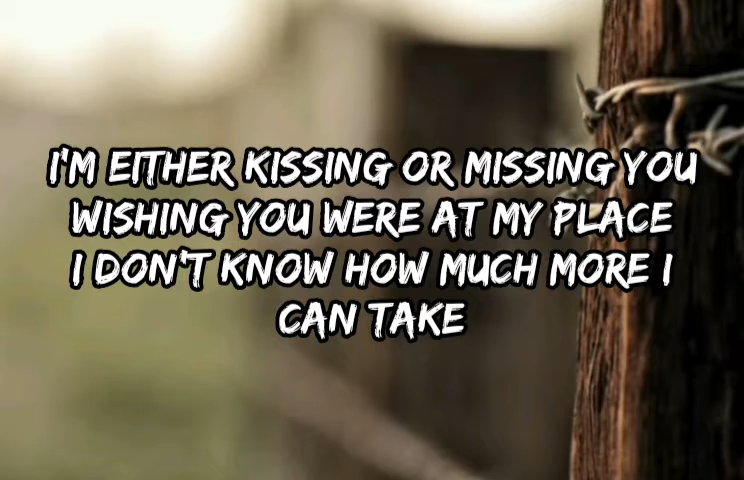 I'M EITHER KISSING OR MISSING YOU
WISHING YOU WERE AT MY PLACE
I DON'T KNOW HOW MUCH MORE I
CAN TAKE